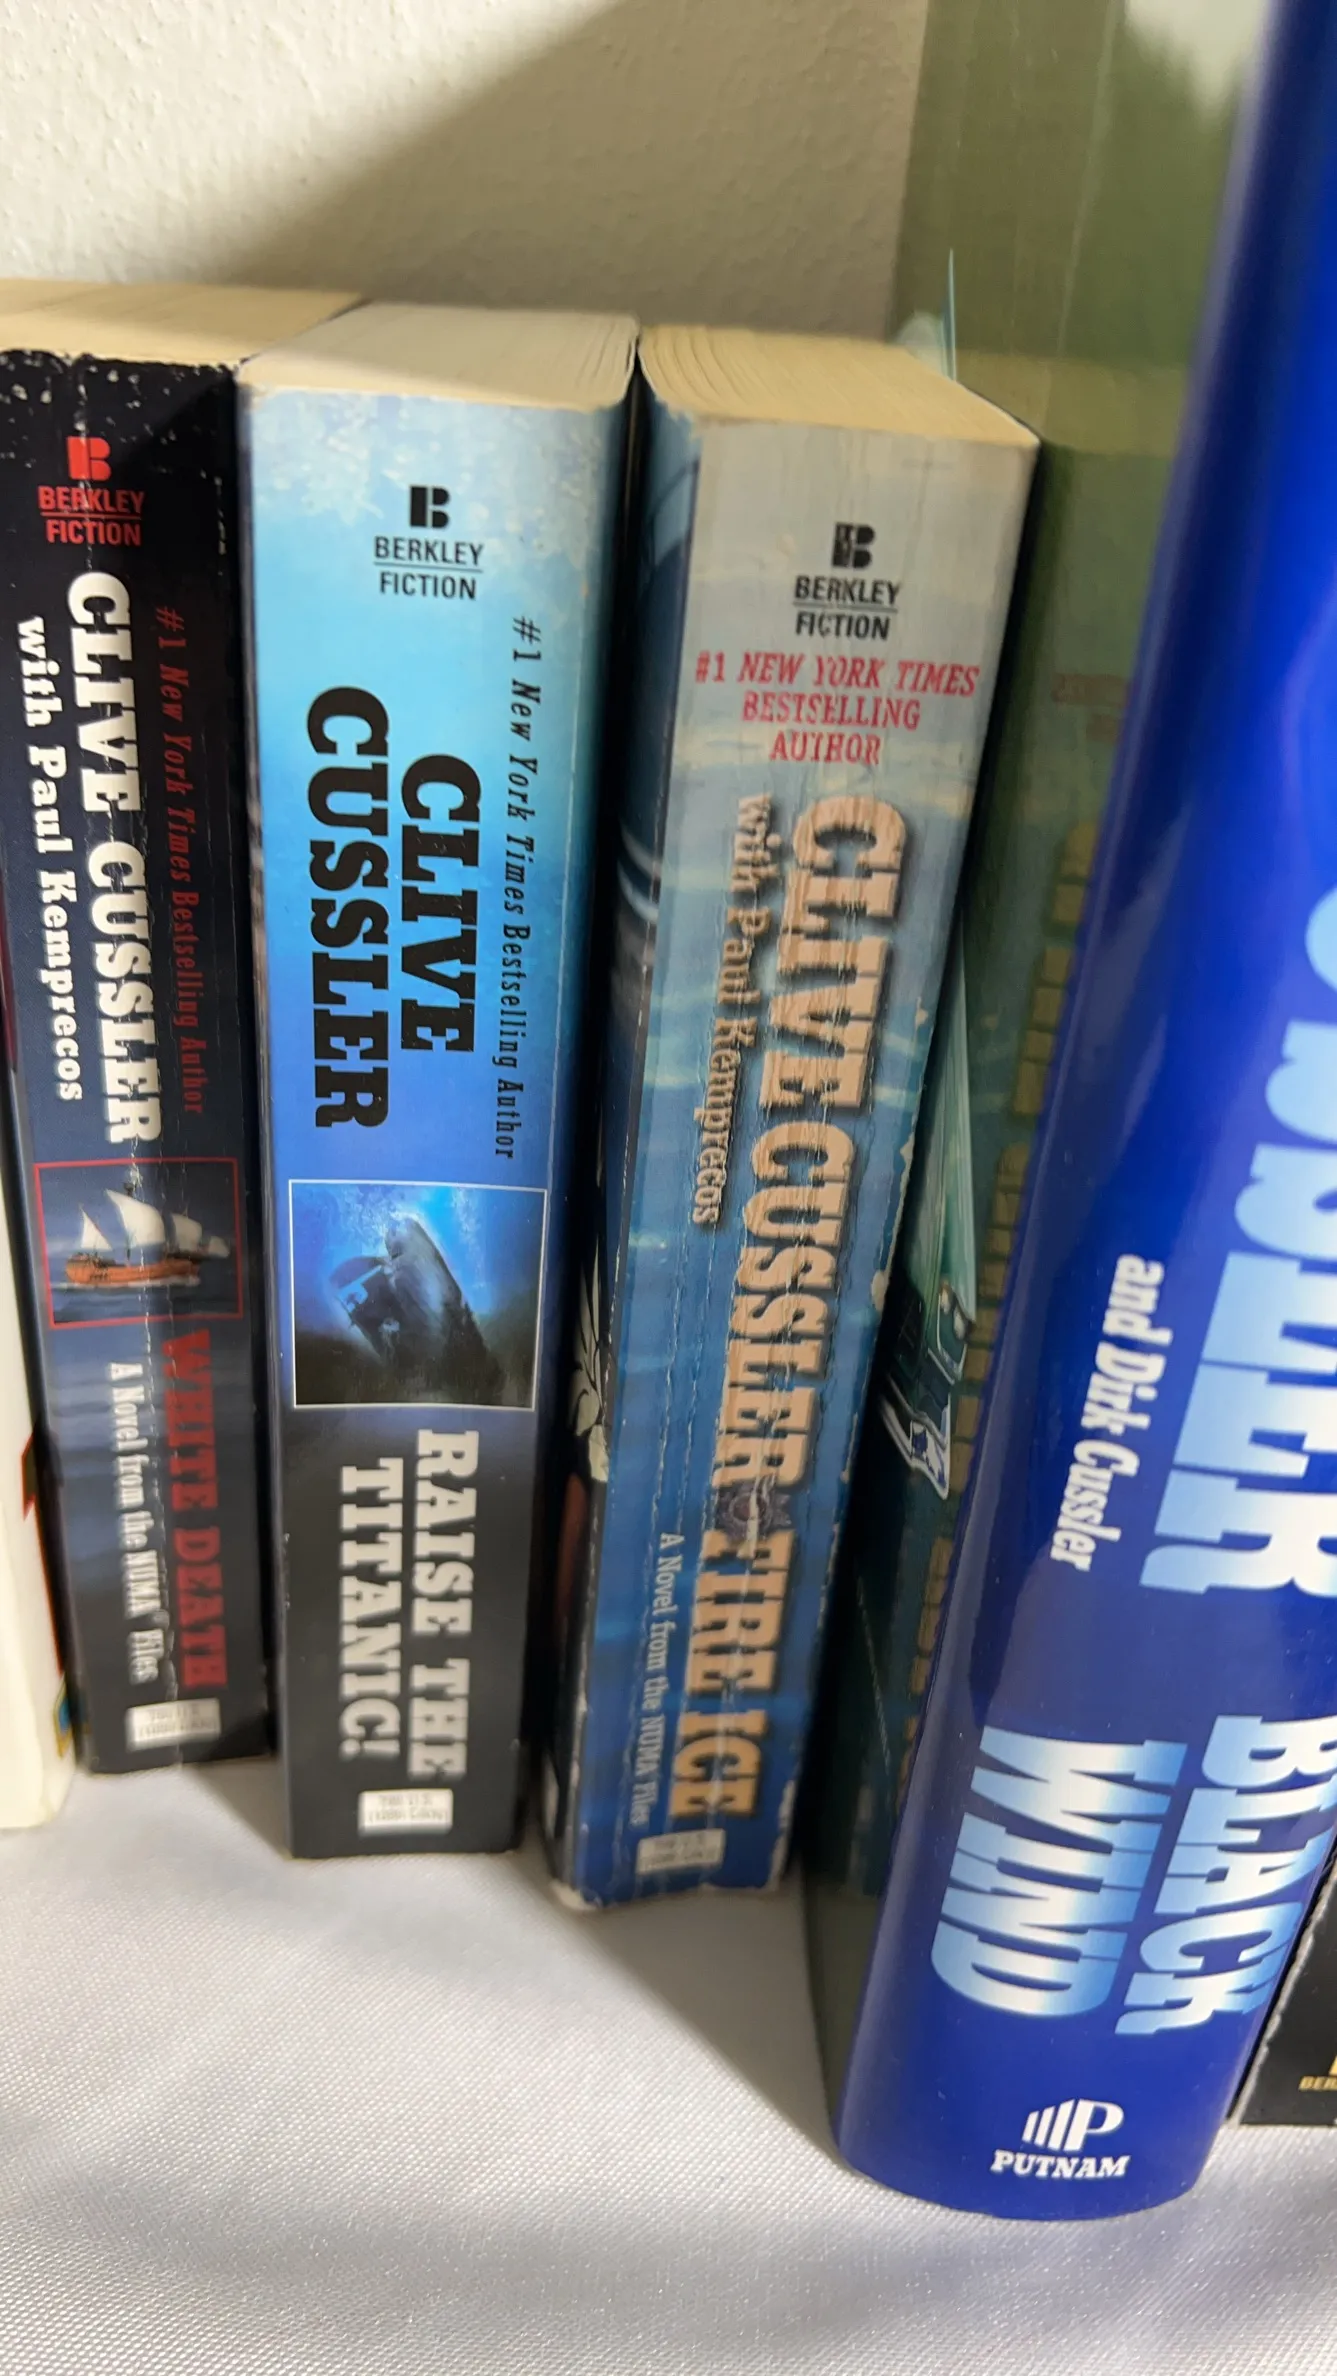 BERKLEY
FICTION
#1 New York Times Bestselling Author
CLIVE CUSSLER
with Paul Kemprecos
WHITE DEATH
A Novel from the NUMA® Files
BERKLEY
FICTION
#1 New York Times Bestselling Author
CLIVE
CUSSLER
RAISE THE
TITANIC!
BERKLEY
FICTION
#1 NEW YORK TIMES
BESTSELLING
AUTHOR
CLIVE CUSSLER
with Paul Kemprecos
FIRE ICE
A Novel from the NUMA Files
and Dirk Cussler
BLACK
WIND
PUTNAM